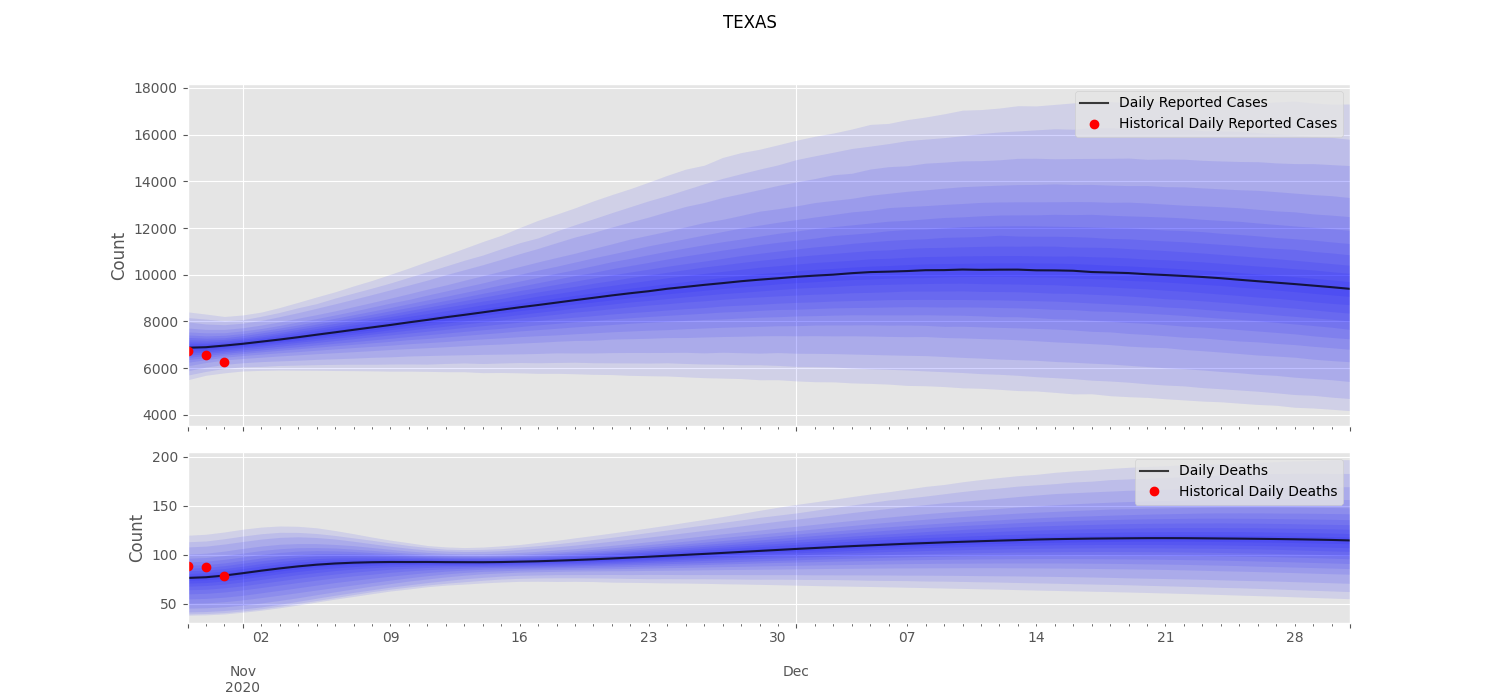 TEXAS
18000
16000
14000
12000
10000
8000
6000
4000
Count
Daily Reported Cases
Historical Daily Reported Cases
200
150
100
50
Count
Daily Deaths
Historical Daily Deaths
02 09 16 23 30 07 14 21 28
Nov Dec
2020